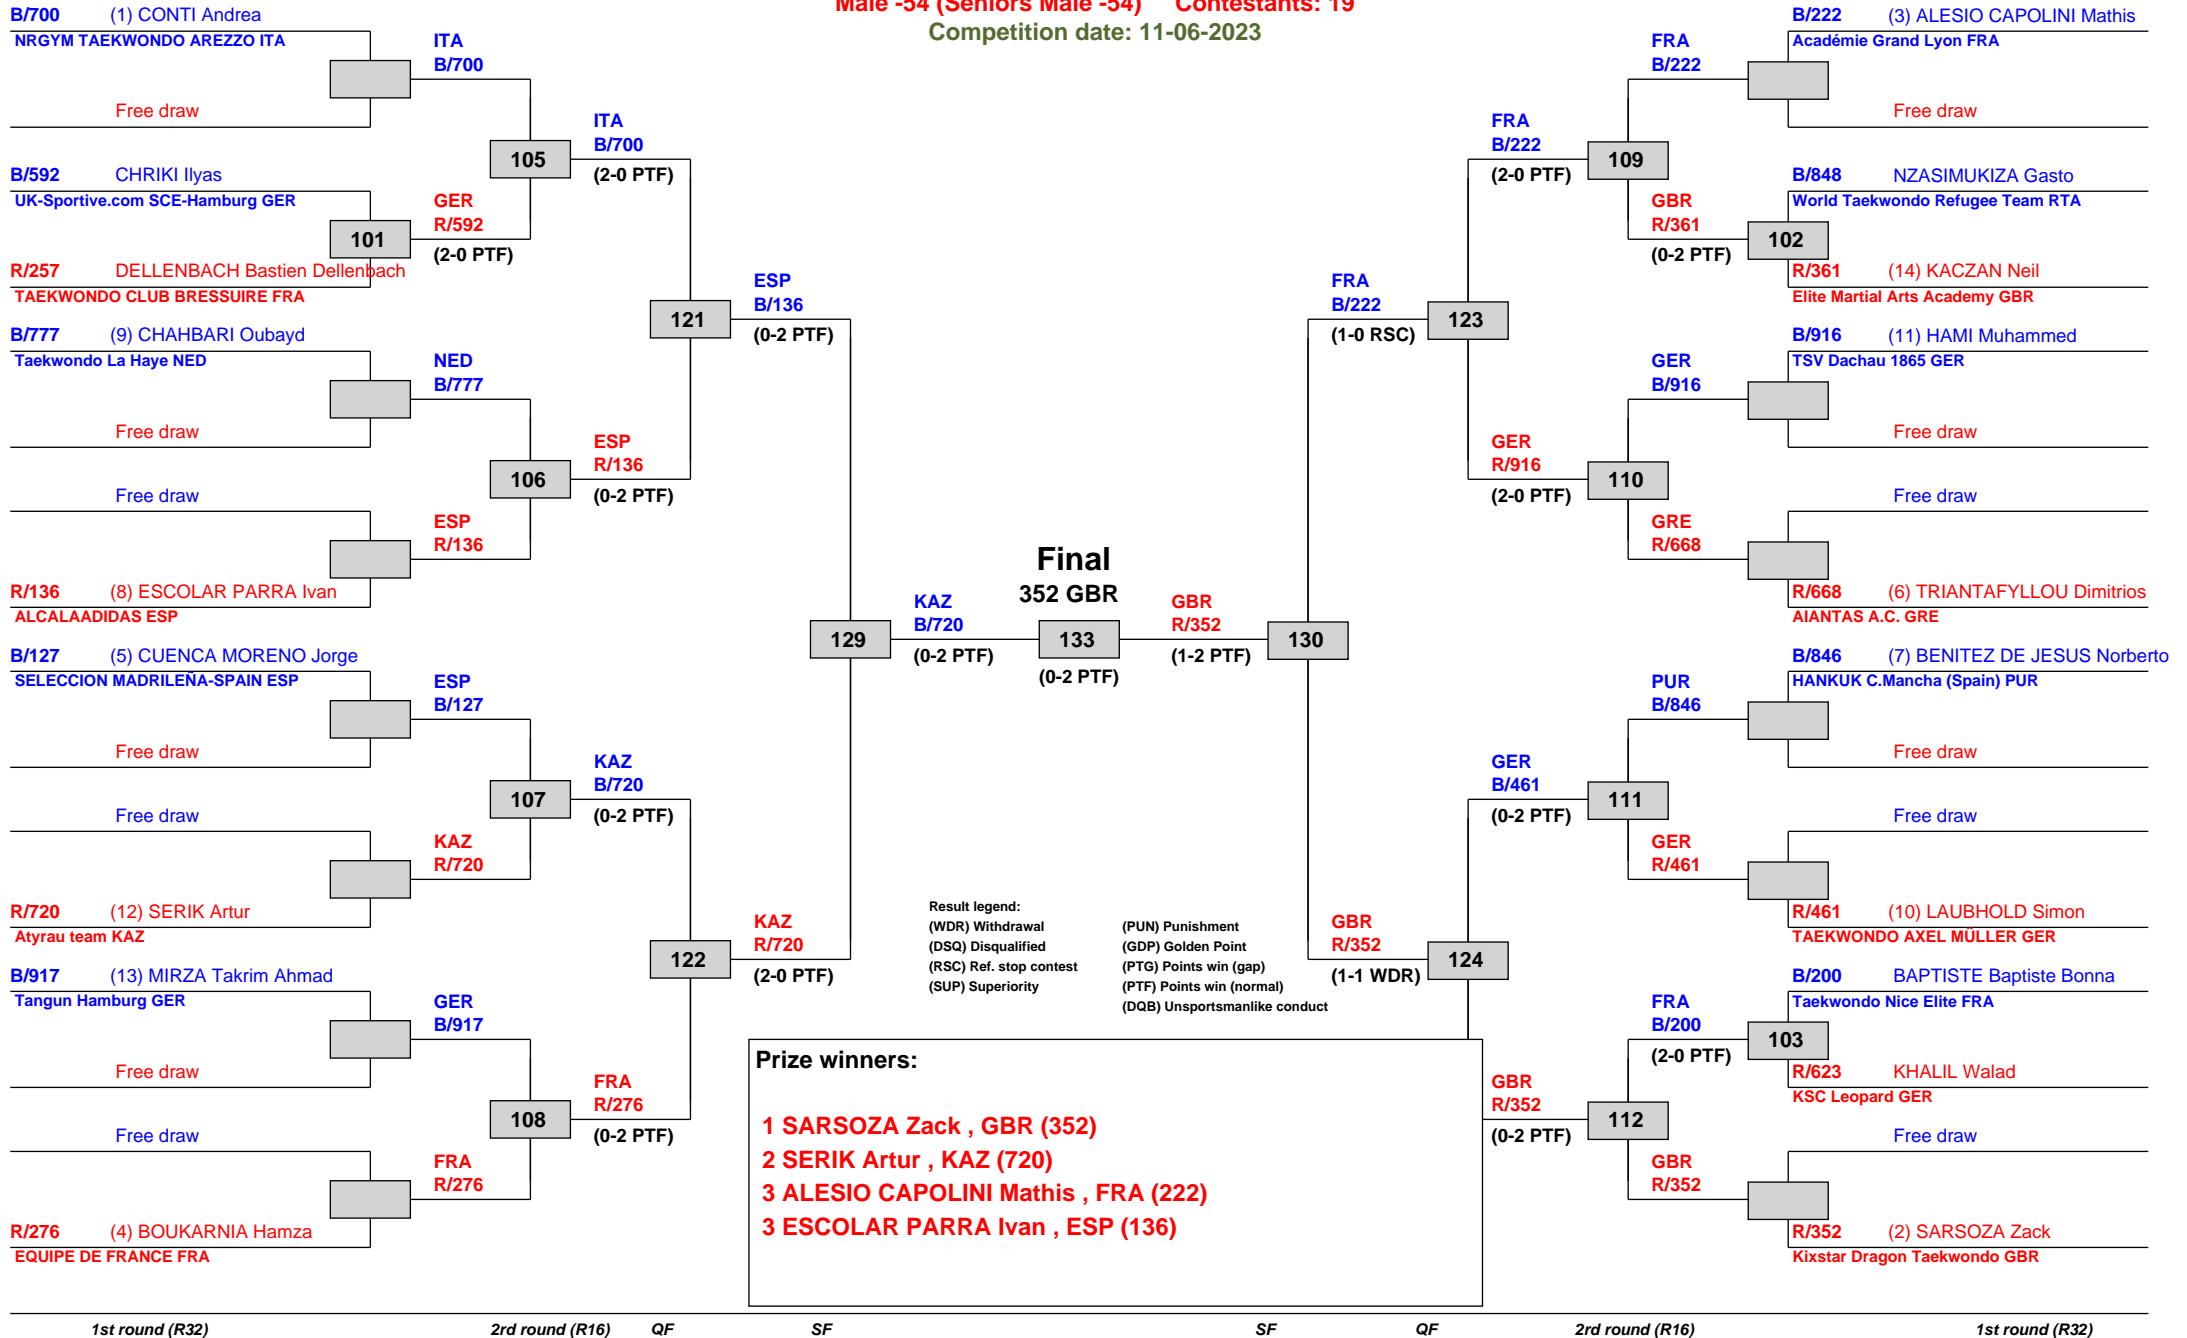 Male -54 (Seniors Male -54) Contestants: 19
Competition date: 11-06-2023
B/700 (1) CONTI Andrea
NRGYM TAEKWONDO AREZZO ITA
Free draw
B/592 CHRIKI Ilyas
UK-Sportive.com SCE-Hamburg GER
101
R/257 DELLENBACH Bastien Dellenbach
TAEKWONDO CLUB BRESSUIRE FRA
B/777 (9) CHAHBARI Oubayd
Taekwondo La Haye NED
Free draw
Free draw
R/136 (8) ESCOLAR PARRA Ivan
ALCALAADIDAS ESP
B/127 (5) CUENCA MORENO Jorge
SELECCION MADRILEÑA-SPAIN ESP
Free draw
Free draw
R/720 (12) SERIK Artur
Atyrau team KAZ
B/917 (13) MIRZA Takrim Ahmad
Tangun Hamburg GER
Free draw
Free draw
R/276 (4) BOUKARNIA Hamza
EQUIPE DE FRANCE FRA
ITA
B/700
105
GER
R/592
(2-0 PTF)
NED
B/777
106
ESP
R/136
ESP
B/127
107
KAZ
R/720
GER
B/917
108
FRA
R/276
ITA
B/700
(2-0 PTF)
121
ESP
R/136
(0-2 PTF)
KAZ
B/720
(0-2 PTF)
122
FRA
R/276
(0-2 PTF)
ESP
B/136
(0-2 PTF)
129
KAZ
R/720
(2-0 PTF)
KAZ
B/720
(0-2 PTF)
Final
352 GBR
133
(0-2 PTF)
GBR
R/352
(1-2 PTF)
130
FRA
B/222
(1-0 RSC)
123
GBR
R/352
(1-1 WDR)
124
FRA
B/222
(2-0 PTF)
109
GER
R/916
(2-0 PTF)
110
GER
B/461
(0-2 PTF)
111
GBR
R/352
(0-2 PTF)
112
FRA
B/222
GBR
R/361
(0-2 PTF)
102
GER
B/916
GRE
R/668
PUR
B/846
GER
R/461
FRA
B/200
(2-0 PTF)
103
GBR
R/352
B/222 (3) ALESIO CAPOLINI Mathis
Académie Grand Lyon FRA
Free draw
B/848 NZASIMUKIZA Gasto
World Taekwondo Refugee Team RTA
R/361 (14) KACZAN Neil
Elite Martial Arts Academy GBR
B/916 (11) HAMI Muhammed
TSV Dachau 1865 GER
Free draw
Free draw
R/668 (6) TRIANTAFYLLOU Dimitrios
AIANTAS A.C. GRE
B/846 (7) BENITEZ DE JESUS Norberto
HANKUK C.Mancha (Spain) PUR
Free draw
Free draw
R/461 (10) LAUBHOLD Simon
TAEKWONDO AXEL MÜLLER GER
B/200 BAPTISTE Baptiste Bonna
Taekwondo Nice Elite FRA
R/623 KHALIL Walad
KSC Leopard GER
Free draw
R/352 (2) SARSOZA Zack
Kixstar Dragon Taekwondo GBR
Result legend:
(WDR) Withdrawal (PUN) Punishment
(DSQ) Disqualified (GDP) Golden Point
(RSC) Ref. stop contest (PTG) Points win (gap)
(SUP) Superiority (PTF) Points win (normal)
(DQB) Unsportsmanlike conduct
Prize winners:
1 SARSOZA Zack , GBR (352)
2 SERIK Artur , KAZ (720)
3 ALESIO CAPOLINI Mathis , FRA (222)
3 ESCOLAR PARRA Ivan , ESP (136)
1st round (R32) 2rd round (R16) QF SF SF QF 2rd round (R16) 1st round (R32)